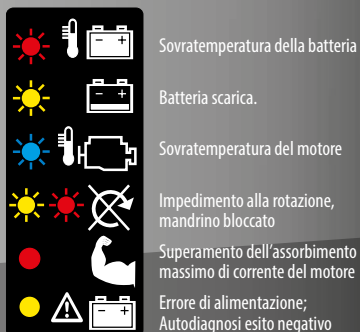 Sovratemperatura della batteria
Batteria scarica.
Sovratemperatura del motore
Impedimento alla rotazione,
mandrino bloccato
Superamento dell'assorbimento
massimo di corrente del motore
Errore di alimentazione;
Autodiagnosi esito negativo